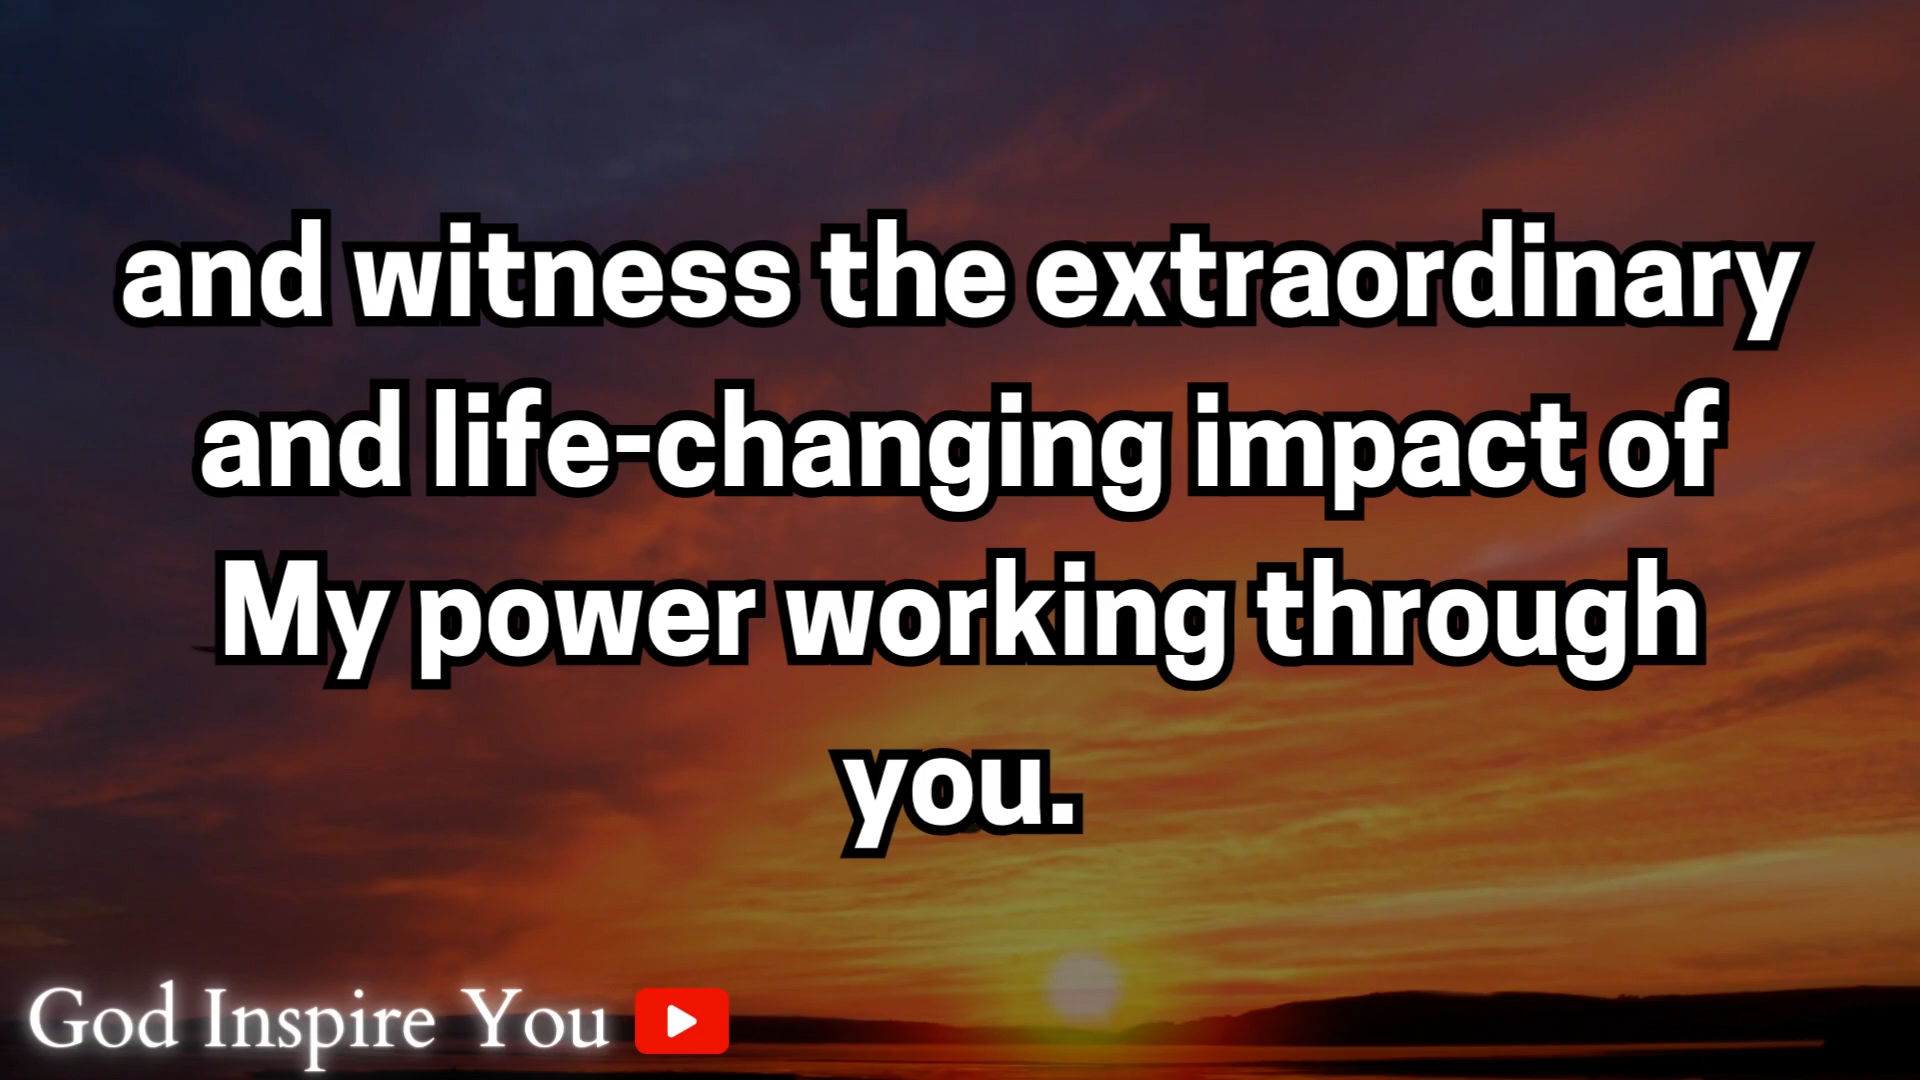 and witness the extraordinary
and life-changing impact of
My power working through
you.
God Inspire You